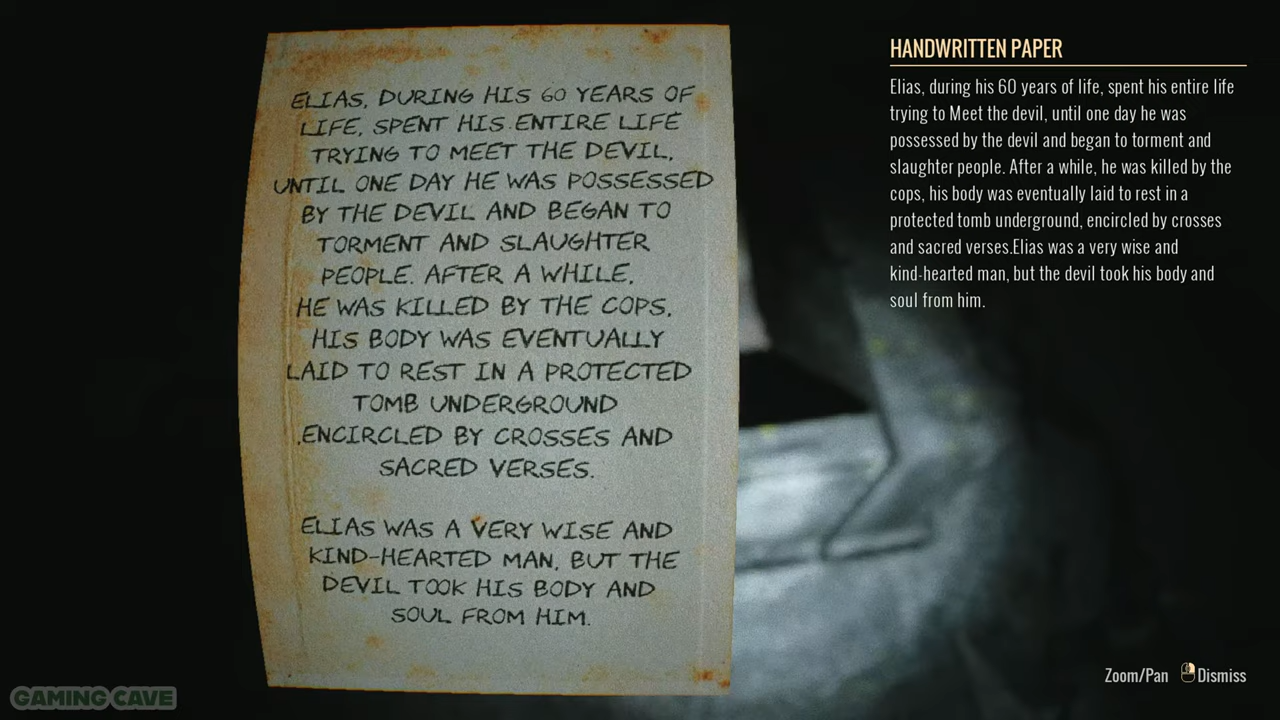 ELIAS, DURING HIS 60 YEARS OF
LIFE, SPENT HIS ENTIRE LIFE
TRYING TO MEET THE DEVIL,
UNTIL ONE DAY HE WAS POSSESSED
BY THE DEVIL AND BEGAN TO
TORMENT AND SLAUGHTER
PEOPLE. AFTER A WHILE,
HE WAS KILLED BY THE COPS,
HIS BODY WAS EVENTUALLY
LAID TO REST IN A PROTECTED
TOMB UNDERGROUND
,ENCIRCLED BY CROSSES AND
SACRED VERSES.
ELIAS WAS A VERY WISE AND
KIND-HEARTED MAN, BUT THE
DEVIL TOOK HIS BODY AND
SOUL FROM HIM.
HANDWRITTEN PAPER
Elias, during his 60 years of life, spent his entire life
trying to Meet the devil, until one day he was
possessed by the devil and began to torment and
slaughter people. After a while, he was killed by the
cops, his body was eventually laid to rest in a
protected tomb underground, encircled by crosses
and sacred verses.Elias was a very wise and
kind-hearted man, but the devil took his body and
soul from him.
Zoom/Pan Dismiss
GAMING CAVE